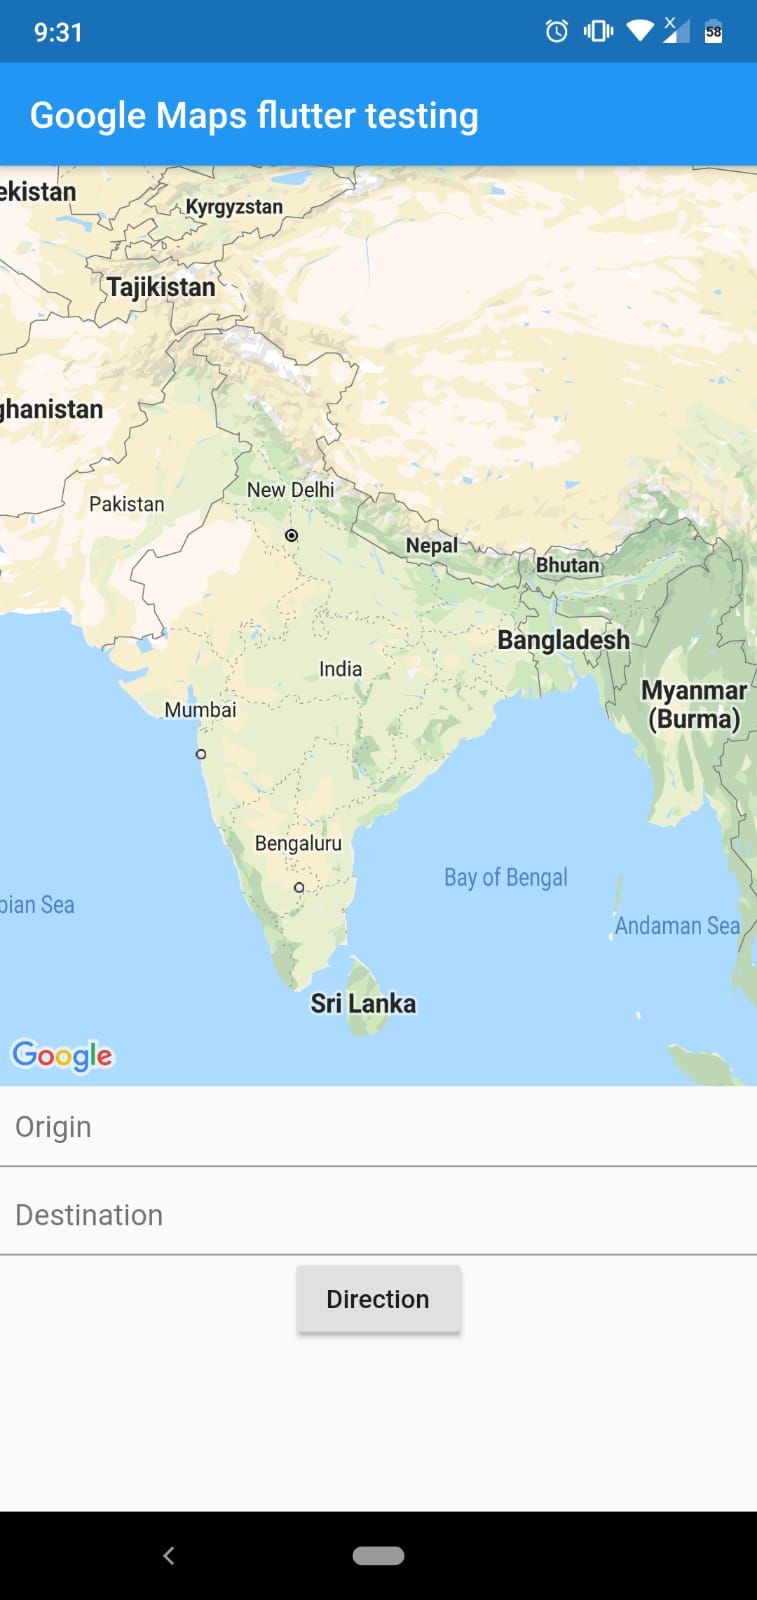 9:31
58
Google Maps flutter testing
ekistan
Kyrgyzstan
Tajikistan
ghanistan
New Delhi
Pakistan
Nepal
Bhutan
Bangladesh
India
Myanmar
(Burma)
Mumbai
Bengaluru
Bay of Bengal
bian Sea
Andaman Sea
Sri Lanka
Google
Origin
Destination
Direction